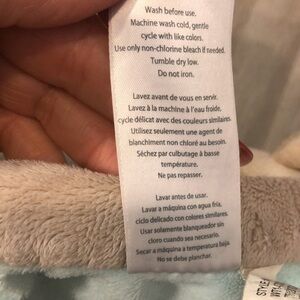 Wash before use.
Machine wash cold, gentle
cycle with like colors.
Use only non-chlorine bleach if needed.
Tumble dry low.
Do not iron.
Lavez avant de vous en servir.
Lavez à la machine à l'eau froide,
cycle délicat avec des couleurs similaires.
Utilisez seulement une agent de
blanchiment non chloré au besoin.
Séchez par culbutage à basse
température.
Ne pas repasser.
Lavar antes de usar.
Lavar a máquina con agua fria,
ciclo delicado con colores similares.
Usar solamente blanqueador sin
cloro cuando sea necesario.
Secar a máquina a temperatura baja.
No se debe planchar.
STYLE